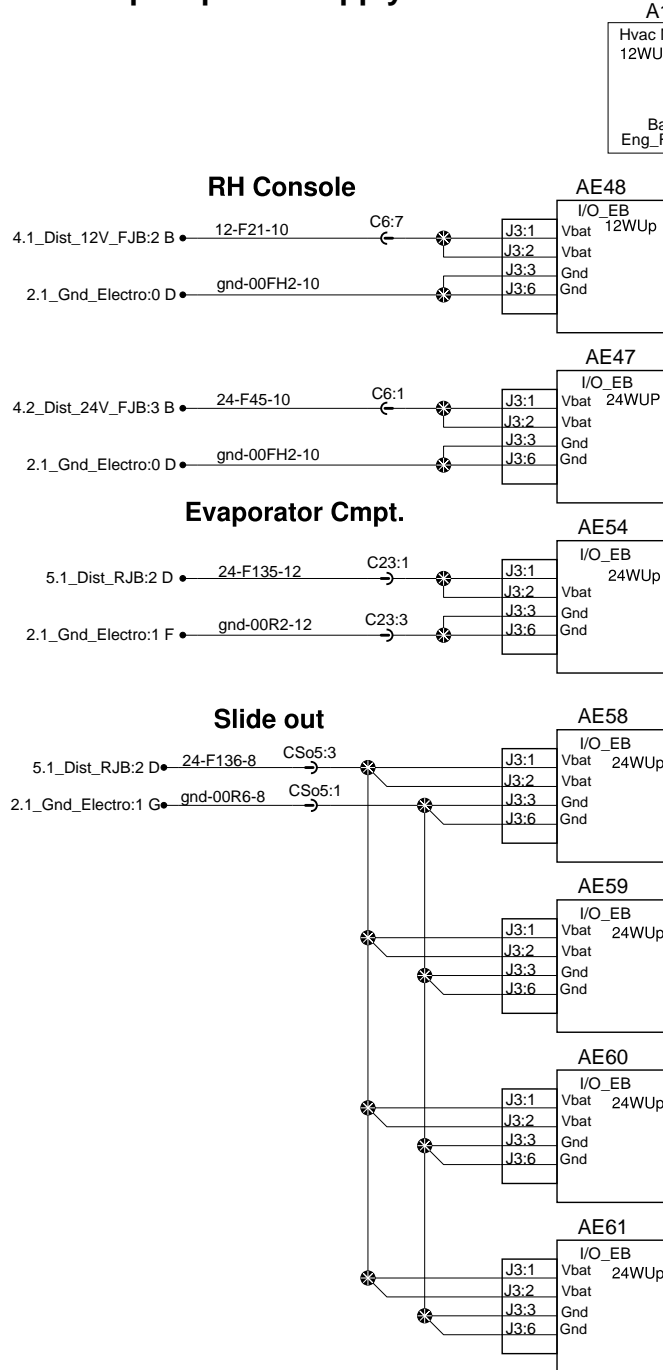 A1
Hvac
12WU
Ba
Eng_F
RH Console
AE48
I/O_EB
12WUp
4.1_Dist_12V_FJB:2 B
12-F21-10
C6:7
J3:1
Vbat
J3:2
Vbat
J3:3
Gnd
2.1_Gnd_Electro:0 D
gnd-00FH2-10
J3:6
Gnd
AE47
I/O_EB
4.2_Dist_24V_FJB:3 B
24-F45-10
C6:1
J3:1
Vbat
24WUP
J3:2
Vbat
J3:3
Gnd
2.1_Gnd_Electro:0 D
gnd-00FH2-10
J3:6
Gnd
Evaporator Cmpt.
AE54
I/O_EB
5.1_Dist_RJB:2 D
24-F135-12
C23:1
J3:1
24WUp
J3:2
Vbat
J3:3
Gnd
2.1_Gnd_Electro:1 F
gnd-00R2-12
C23:3
J3:6
Gnd
Slide out
AE58
I/O_EB
5.1_Dist_RJB:2 D
24-F136-8
CSo5:3
J3:1
Vbat
24WUp
J3:2
Vbat
2.1_Gnd_Electro:1 G
gnd-00R6-8
CSo5:1
J3:3
Gnd
J3:6
Gnd
AE59
I/O_EB
J3:1
Vbat
24WUp
J3:2
Vbat
J3:3
Gnd
J3:6
Gnd
AE60
I/O_EB
J3:1
Vbat
24WUp
J3:2
Vbat
J3:3
Gnd
J3:6
Gnd
AE61
I/O_EB
J3:1
Vbat
24WUp
J3:2
Vbat
J3:3
Gnd
J3:6
Gnd